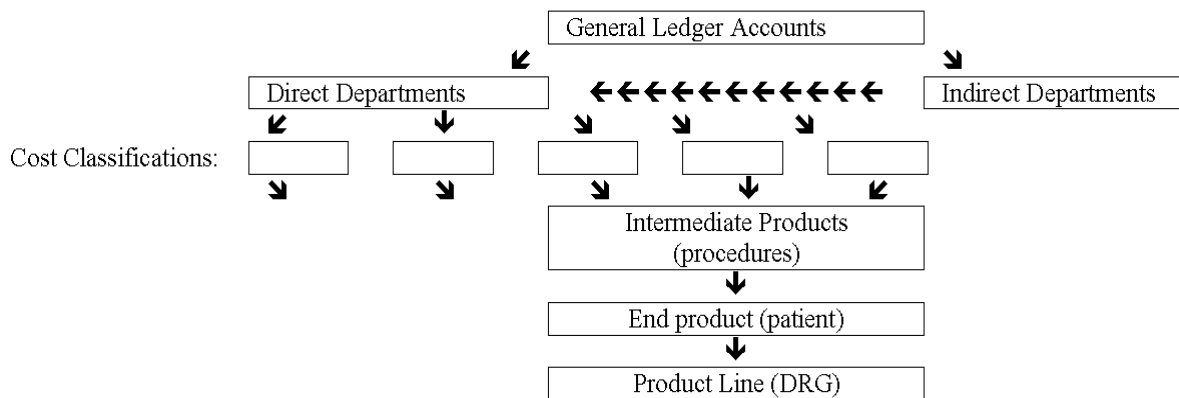 General Ledger Accounts
Direct Departments
Indirect Departments
Cost Classifications:
Intermediate Products
(procedures)
End product (patient)
Product Line (DRG)